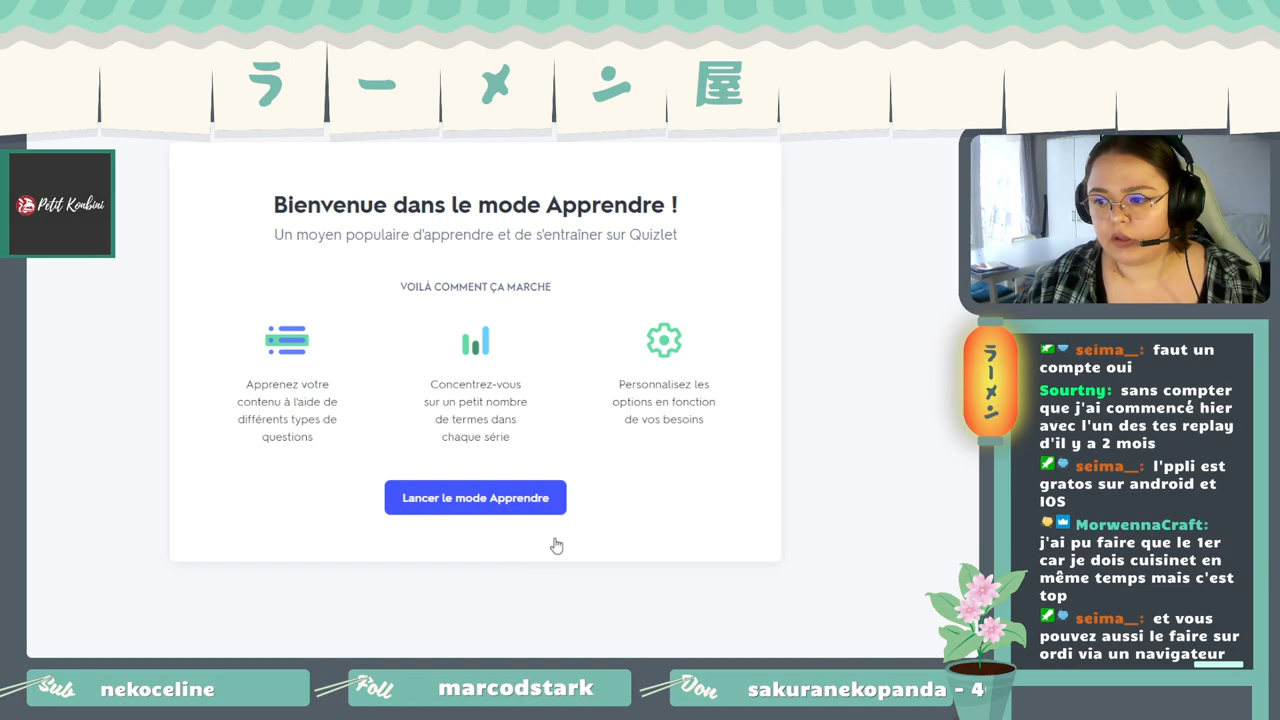 ラーメン屋
Petit Konbini
Bienvenue dans le mode Apprendre !
Un moyen populaire d'apprendre et de s'entraîner sur Quizlet
VOILÀ COMMENT ÇA MARCHE
Apprenez votre
contenu à l'aide de
différents types de
questions
Concentrez-vous
sur un petit nombre
de termes dans
chaque série
Personnalisez les
options en fonction
de vos besoins
Lancer le mode Apprendre
ラーメン
seima__: faut un
compte oui
Sourtny: sans compter
que j'ai commencé hier
avec l'un des tes replay
d'il y a 2 mois
seima__: l'ppli est
gratos sur android et
IOS
MorwennaCraft:
j'ai pu faire que le 1er
car je dois cuisinet en
même temps mais c'est
top
seima__: et vous
pouvez aussi le faire sur
ordi via un navigateur
Sub nekoceline
Foll marcodstark
Don sakuranekopanda - 4